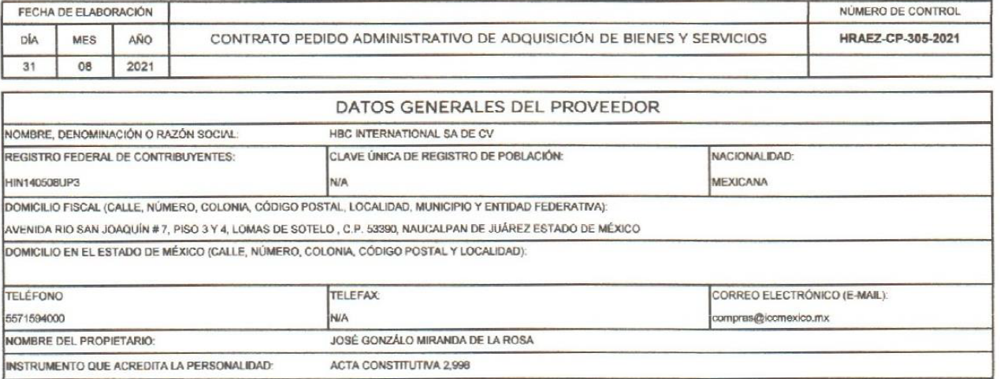 FECHA DE ELABORACIÓN NÚMERO DE CONTROL
DÍA MES AÑO CONTRATO PEDIDO ADMINISTRATIVO DE ADQUISICIÓN DE BIENES Y SERVICIOS HRAEZ-CP-305-2021
31 08 2021
DATOS GENERALES DEL PROVEEDOR
NOMBRE, DENOMINACIÓN O RAZÓN SOCIAL: HBC INTERNATIONAL SA DE CV
REGISTRO FEDERAL DE CONTRIBUYENTES: CLAVE ÚNICA DE REGISTRO DE POBLACIÓN: NACIONALIDAD:
HIN140508UP3 N/A MEXICANA
DOMICILIO FISCAL (CALLE, NÚMERO, COLONIA, CÓDIGO POSTAL, LOCALIDAD, MUNICIPIO Y ENTIDAD FEDERATIVA):
AVENIDA RIO SAN JOAQUÍN # 7, PISO 3 Y 4, LOMAS DE SOTELO , C.P. 53390, NAUCALPAN DE JUÁREZ ESTADO DE MÉXICO
DOMICILIO EN EL ESTADO DE MÉXICO (CALLE, NÚMERO, COLONIA, CÓDIGO POSTAL Y LOCALIDAD):
TELÉFONO TELEFAX: CORREO ELECTRÓNICO (E-MAIL):
5571594000 N/A compras@iccmexico.mx
NOMBRE DEL PROPIETARIO: JOSÉ GONZÁLO MIRANDA DE LA ROSA
INSTRUMENTO QUE ACREDITA LA PERSONALIDAD: ACTA CONSTITUTIVA 2,998